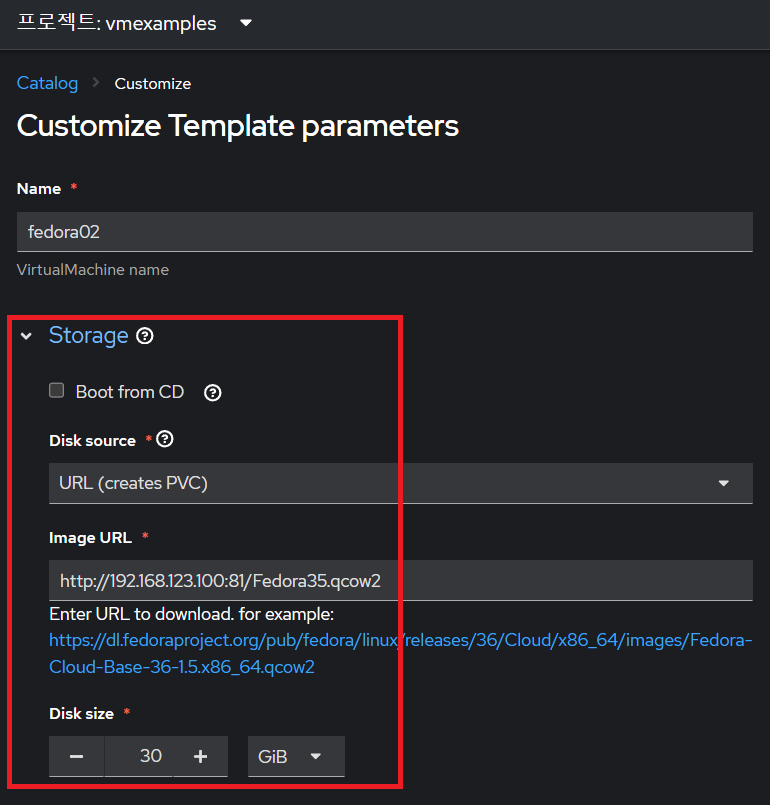 프로젝트: vmexamples
Catalog > Customize
Customize Template parameters
Name *
fedora02
VirtualMachine name
Storage
Boot from CD
Disk source *
URL (creates PVC)
Image URL *
http://192.168.123.100:81/Fedora35.qcow2
Enter URL to download. for example:
https://dl.fedoraproject.org/pub/fedora/linux/releases/36/Cloud/x86_64/images/Fedora-
Cloud-Base-36-1.5.x86_64.qcow2
Disk size *
30 GiB